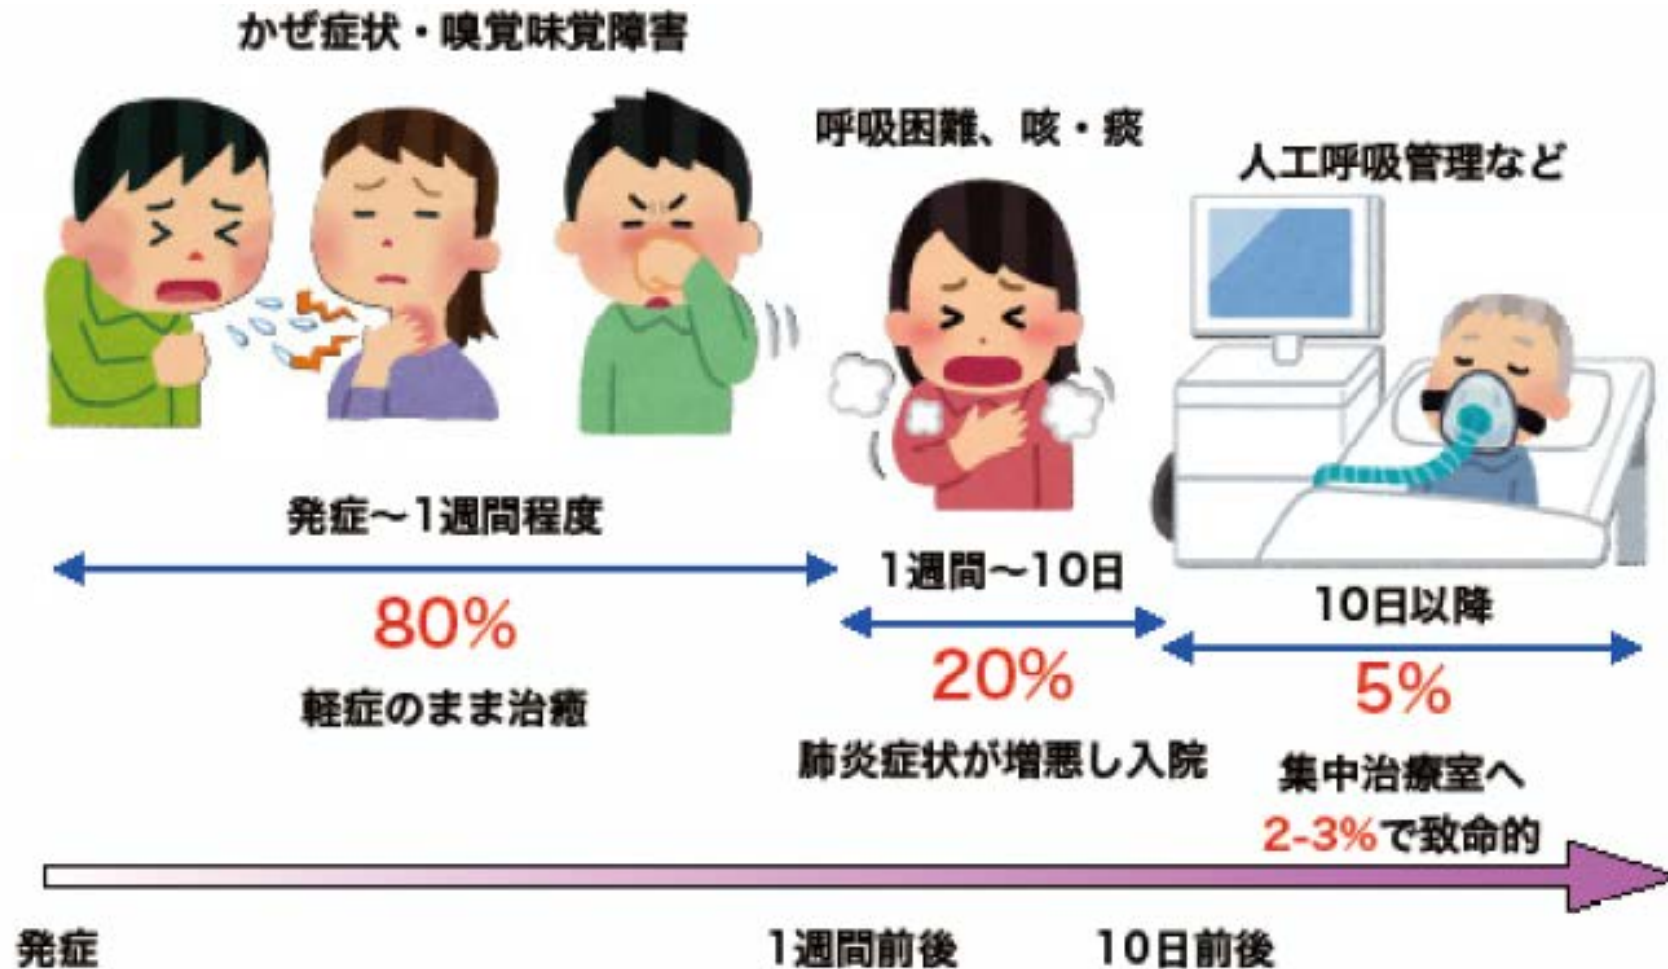 かぜ症状・嗅覚味覚障害
呼吸困難、咳・痰
人工呼吸管理など
発症~1週間程度
80%
軽症のまま治癒
1週間~10日
20%
肺炎症状が増悪し入院
10日以降
5%
集中治療室へ
2-3%で致命的
発症
1週間前後
10日前後